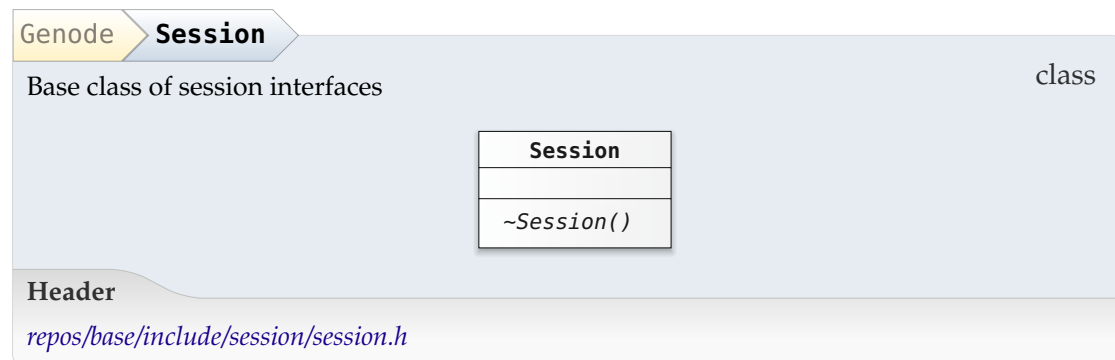 Genode Session
class
Base class of session interfaces
Session
~Session()
Header
repos/base/include/session/session.h